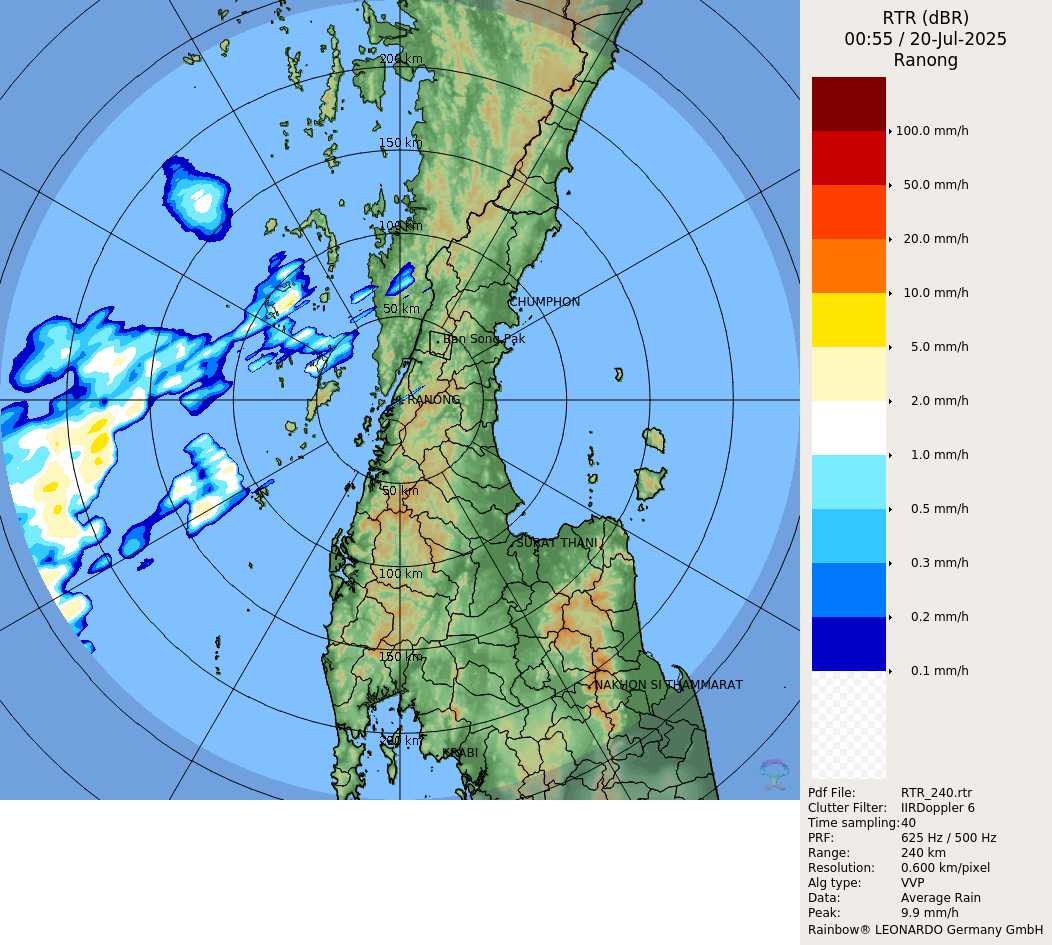 RTR (dBR)
00:55 / 20-Jul-2025
Ranong
100.0 mm/h
50.0 mm/h
20.0 mm/h
10.0 mm/h
5.0 mm/h
2.0 mm/h
1.0 mm/h
0.5 mm/h
0.3 mm/h
0.2 mm/h
0.1 mm/h
200 km
150 km
100 km
50 km
CHUMPHON
Ban Song Pak
RANONG
50 km
SURAT THANI
100 km
150 km
NAKHON SI THAMMARAT
200 km
KRABI
Pdf File: RTR_240.rtr
Clutter Filter: IIRDoppler 6
Time sampling:40
PRF: 625 Hz / 500 Hz
Range: 240 km
Resolution: 0.600 km/pixel
Alg type: VVP
Data: Average Rain
Peak: 9.9 mm/h
Rainbow® LEONARDO Germany GmbH